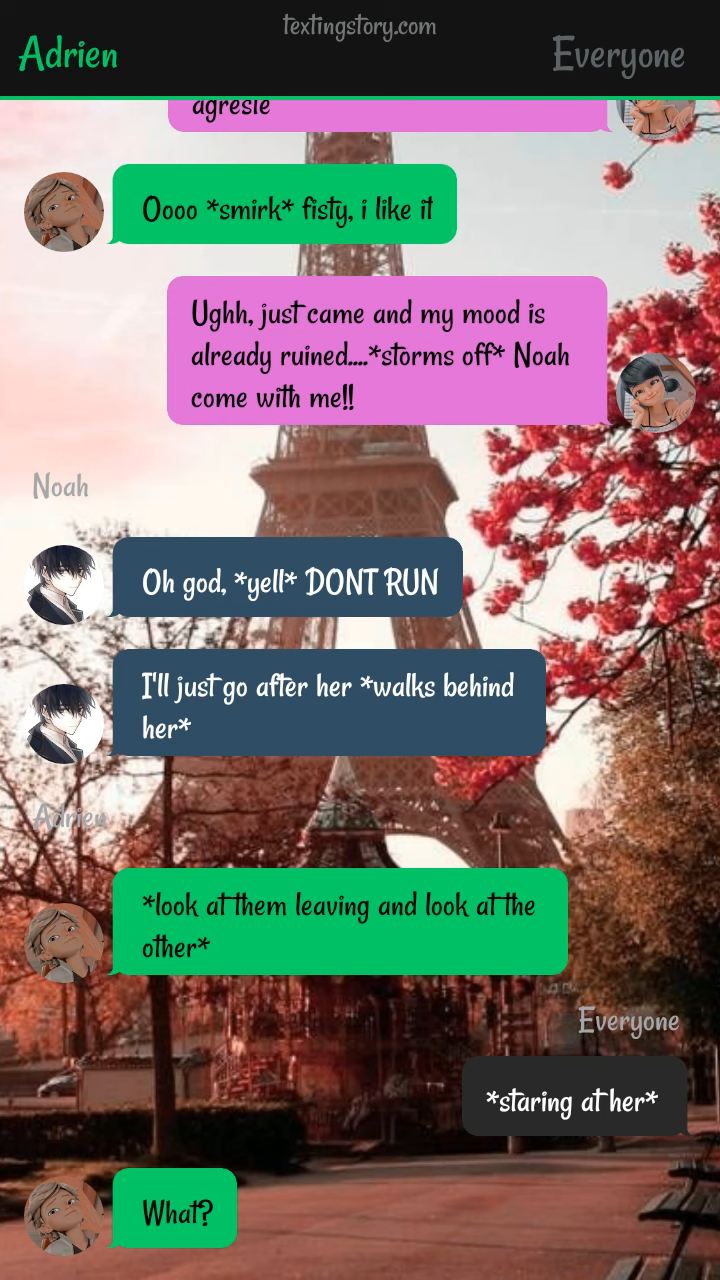 textingstory.com
Adrien
Everyone
agresie
Oooo *smirk* fisty, i like it
Ughh, just came and my mood is
already ruined....*storms off* Noah
come with me!!
Noah
Oh god, *yell* DONT RUN
I'll just go after her *walks behind
her*
Adrien
*look at them leaving and look at the
other*
Everyone
*staring at her*
What?